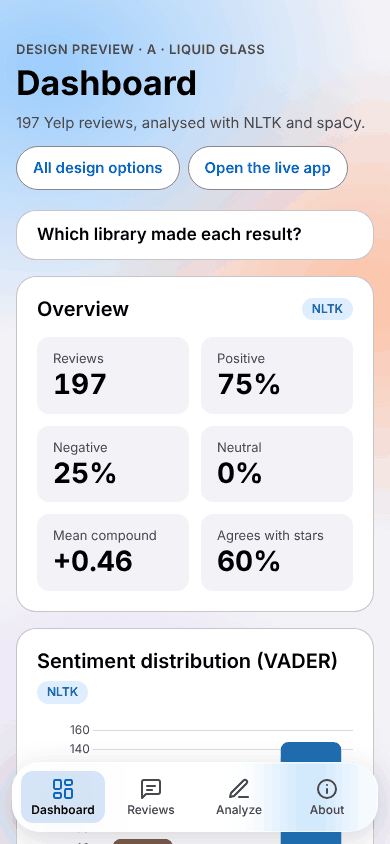 DESIGN PREVIEW · A · LIQUID GLASS
Dashboard
197 Yelp reviews, analysed with NLTK and spaCy.
All design options
Open the live app
Which library made each result?
Overview
NLTK
Reviews
197
Positive
75%
Negative
25%
Neutral
0%
Mean compound
+0.46
Agrees with stars
60%
Sentiment distribution (VADER)
NLTK
160
140
Dashboard
Reviews
Analyze
About